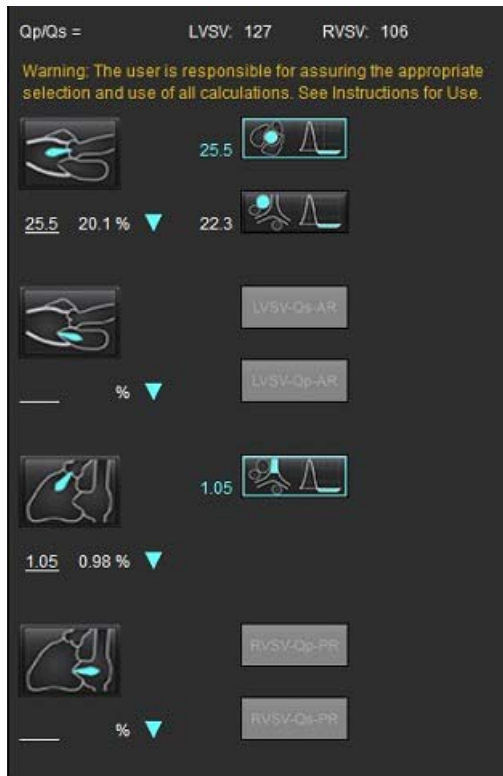 Qp/Qs = LVSV: 127 RVSV: 106
Warning: The user is responsible for assuring the appropriate
selection and use of all calculations. See Instructions for Use.
25.5
25.5 20.1 % 22.3
LVSV-Qs-AR
LVSV-Qp-AR
%
1.05
1.05 0.98 %
RVSV-Qp-PR
RVSV-Qs-PR
%